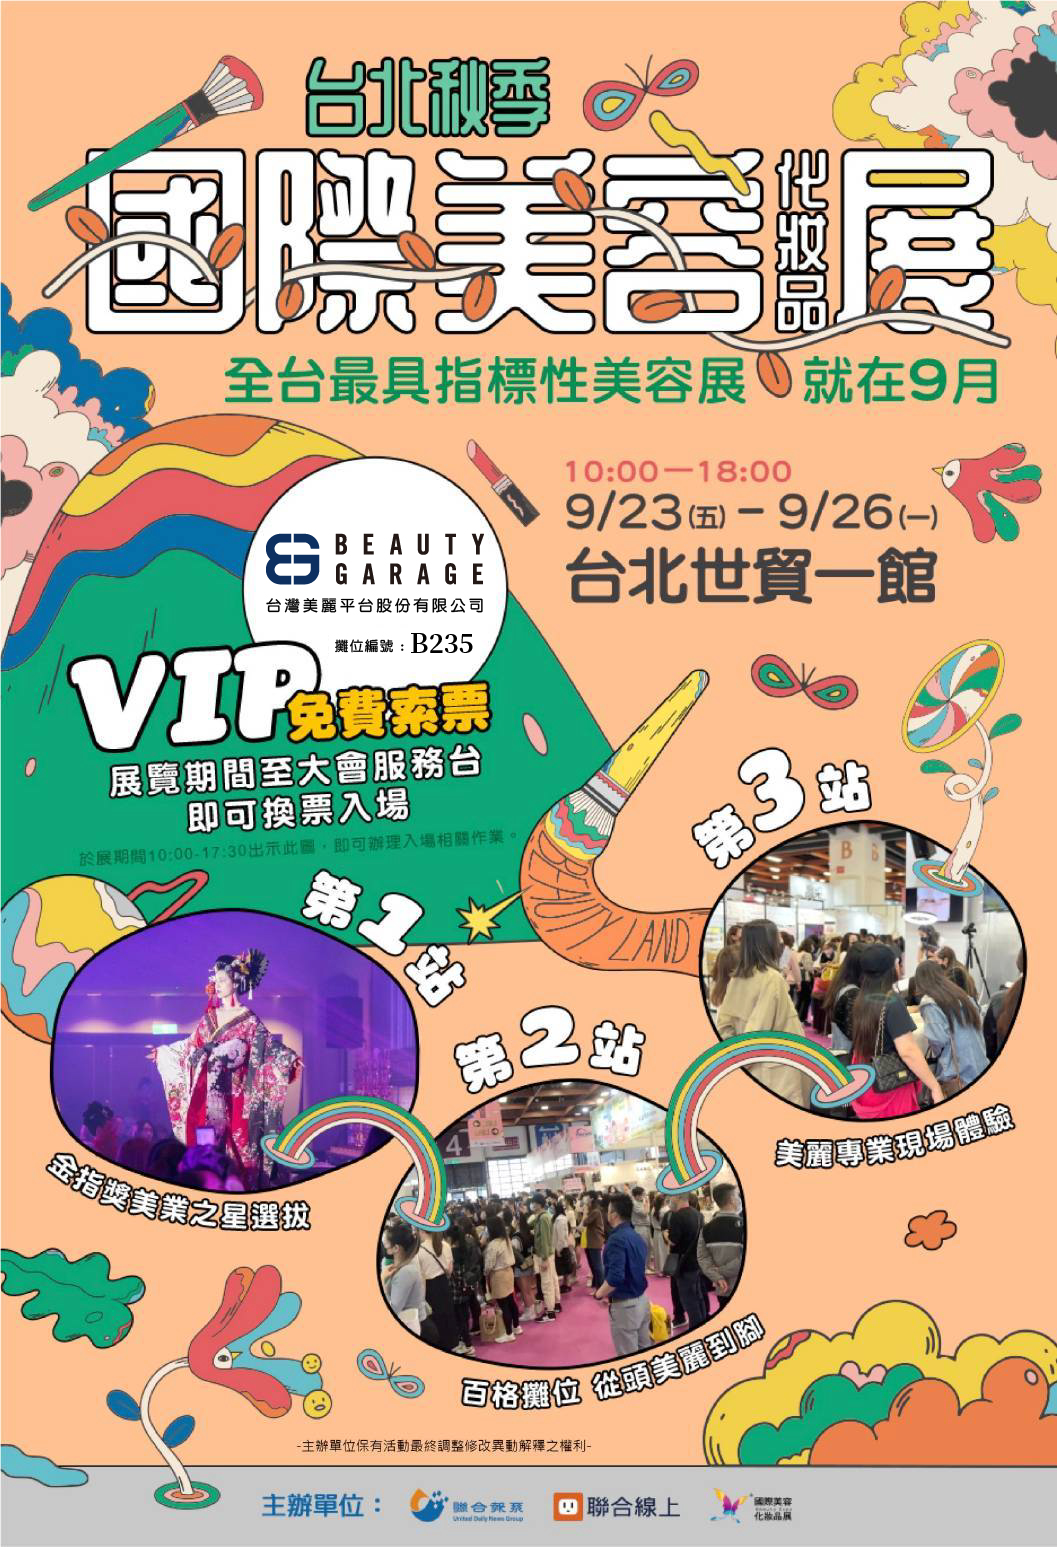 台北秋季
國際美容化妝品展
全台最具指標性美容展 就在9月
10:00—18:00
9/23(五) - 9/26(一)
台北世貿一館
BEAUTY
GARAGE
台灣美麗平台股份有限公司
攤位編號：B235
VIP免費索票
展覽期間至大會服務台
即可換票入場
於展期間10:00-17:30出示此圖，即可辦理入場相關作業。
BEAUTY LAND
第1站
金指獎美業之星選拔
第2站
4
百格攤位 從頭美麗到腳
第3站
B
美麗專業現場體驗
-主辦單位保有活動最終調整修改異動解釋之權利-
主辦單位：
聯合報系
United Daily News Group
聯合線上
國際美容
化妝品展